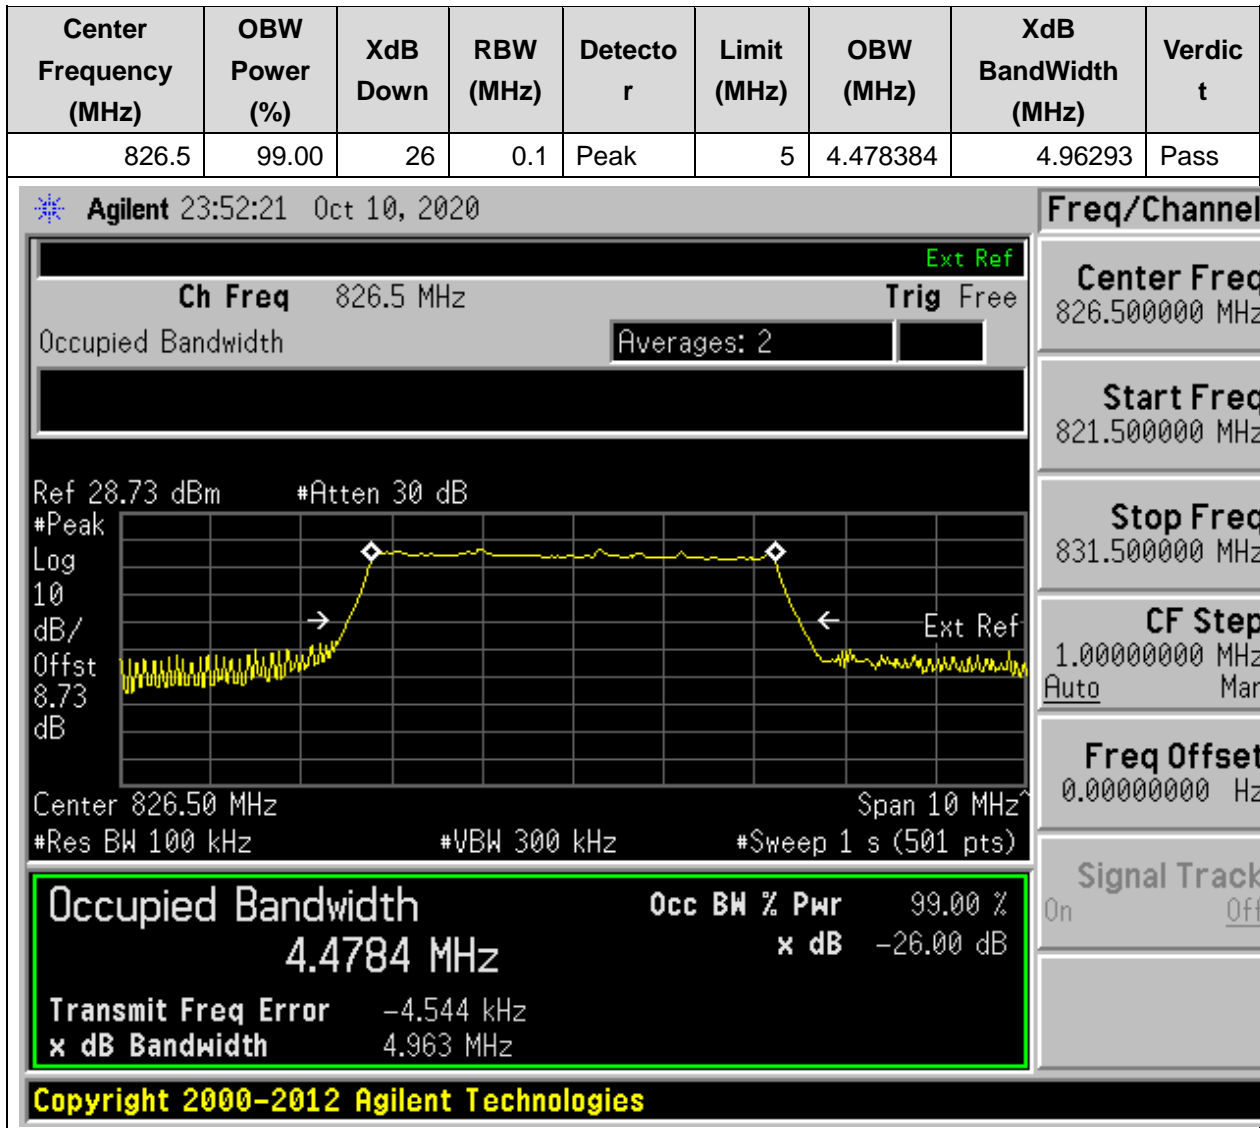 Center Frequency (MHz) OBW Power (%) XdB Down RBW (MHz) Detector Limit (MHz) OBW (MHz) XdB BandWidth (MHz) Verdict
826.5 99.00 26 0.1 Peak 5 4.478384 4.96293 Pass
Agilent 23:52:21 Oct 10, 2020
Freq/Channel
Ext Ref
Ch Freq 826.5 MHz Trig Free
Occupied Bandwidth Averages: 2
Center Freq
826.500000 MHz
Start Freq
821.500000 MHz
Stop Freq
831.500000 MHz
CF Step
1.00000000 MHz
Auto Man
Freq Offset
0.00000000 Hz
Signal Track
On Off
Ref 28.73 dBm #Atten 30 dB
#Peak
Log
10
dB/
Offst
8.73
dB
Ext Ref
Center 826.50 MHz Span 10 MHz^
#Res BW 100 kHz #VBW 300 kHz #Sweep 1 s (501 pts)
Occupied Bandwidth Occ BW % Pwr 99.00 %
4.4784 MHz x dB -26.00 dB
Transmit Freq Error -4.544 kHz
x dB Bandwidth 4.963 MHz
Copyright 2000-2012 Agilent Technologies